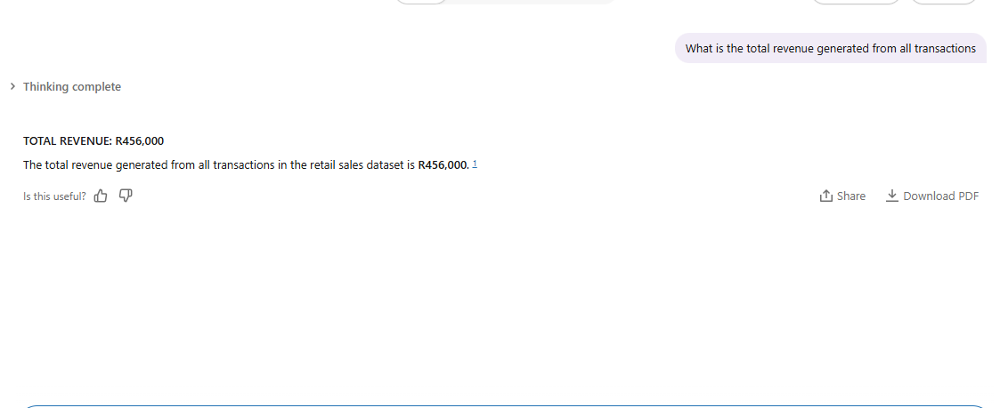 What is the total revenue generated from all transactions
Thinking complete
TOTAL REVENUE: R456,000
The total revenue generated from all transactions in the retail sales dataset is R456,000. 1
Is this useful?
Share
Download PDF